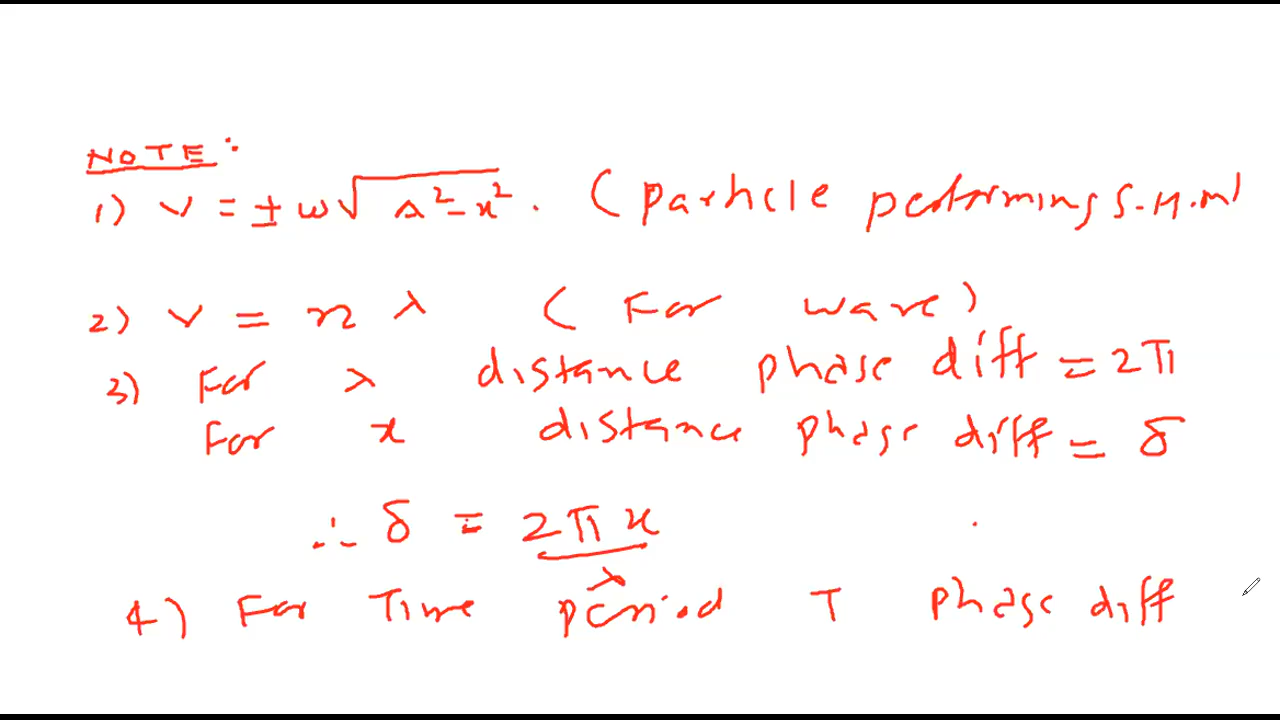 NOTE:
1) V = ± ω√A² - x². (particle performing S.H.M)
2) v = nλ (For wave)
3) For λ distance phase diff = 2π
For x distance phase diff = δ
∴ δ = 2πx/λ
4) For Time period T phase diff